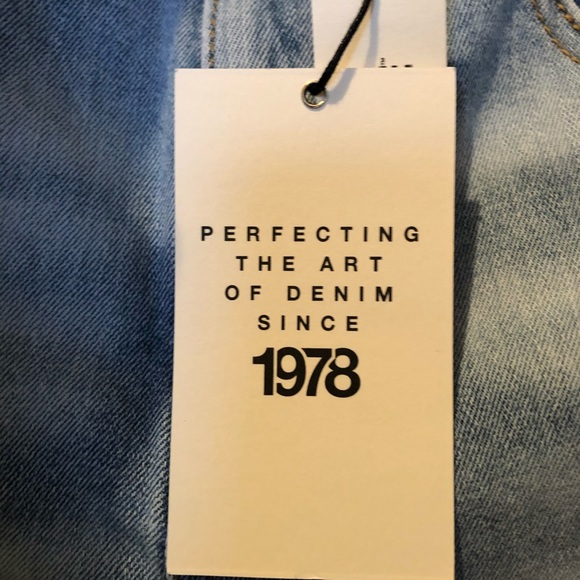 PERFECTING
THE ART
OF DENIM
SINCE
1978